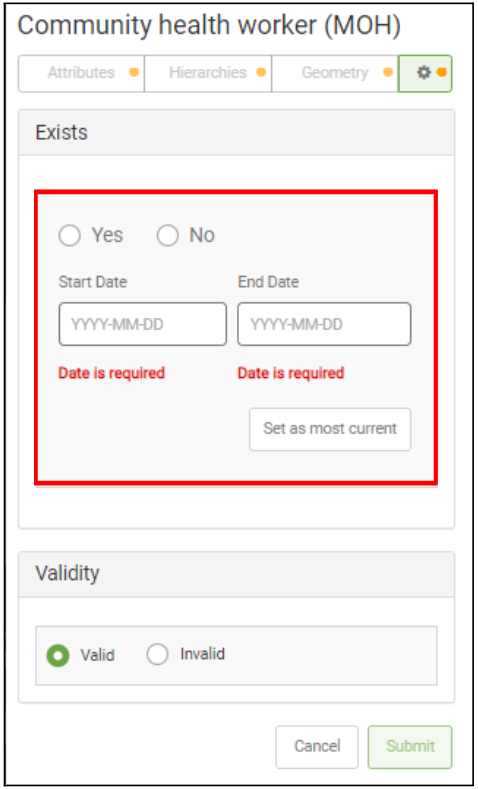 Community health worker (MOH)
Attributes Hierarchies Geometry
Exists
Yes No
Start Date End Date
YYYY-MM-DD YYYY-MM-DD
Date is required Date is required
Set as most current
Validity
Valid Invalid
Cancel Submit